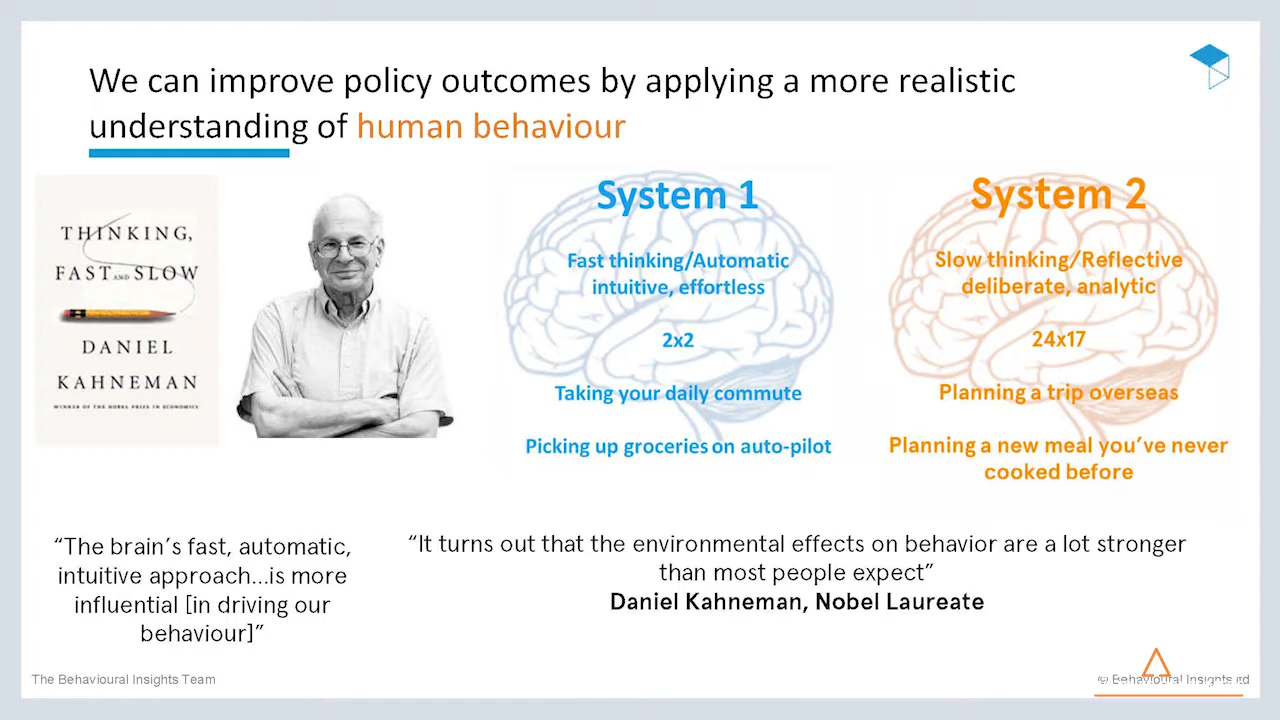 We can improve policy outcomes by applying a more realistic
understanding of human behaviour
THINKING,
FAST AND SLOW
DANIEL
KAHNEMAN
WINNER OF THE NOBEL PRIZE IN ECONOMICS
System 1
Fast thinking/Automatic
intuitive, effortless
2x2
Taking your daily commute
Picking up groceries on auto-pilot
System 2
Slow thinking/Reflective
deliberate, analytic
24x17
Planning a trip overseas
Planning a new meal you’ve never
cooked before
“The brain’s fast, automatic,
intuitive approach...is more
influential [in driving our
behaviour]”
“It turns out that the environmental effects on behavior are a lot stronger
than most people expect”
Daniel Kahneman, Nobel Laureate
The Behavioural Insights Team
© Behavioural Insights ltd